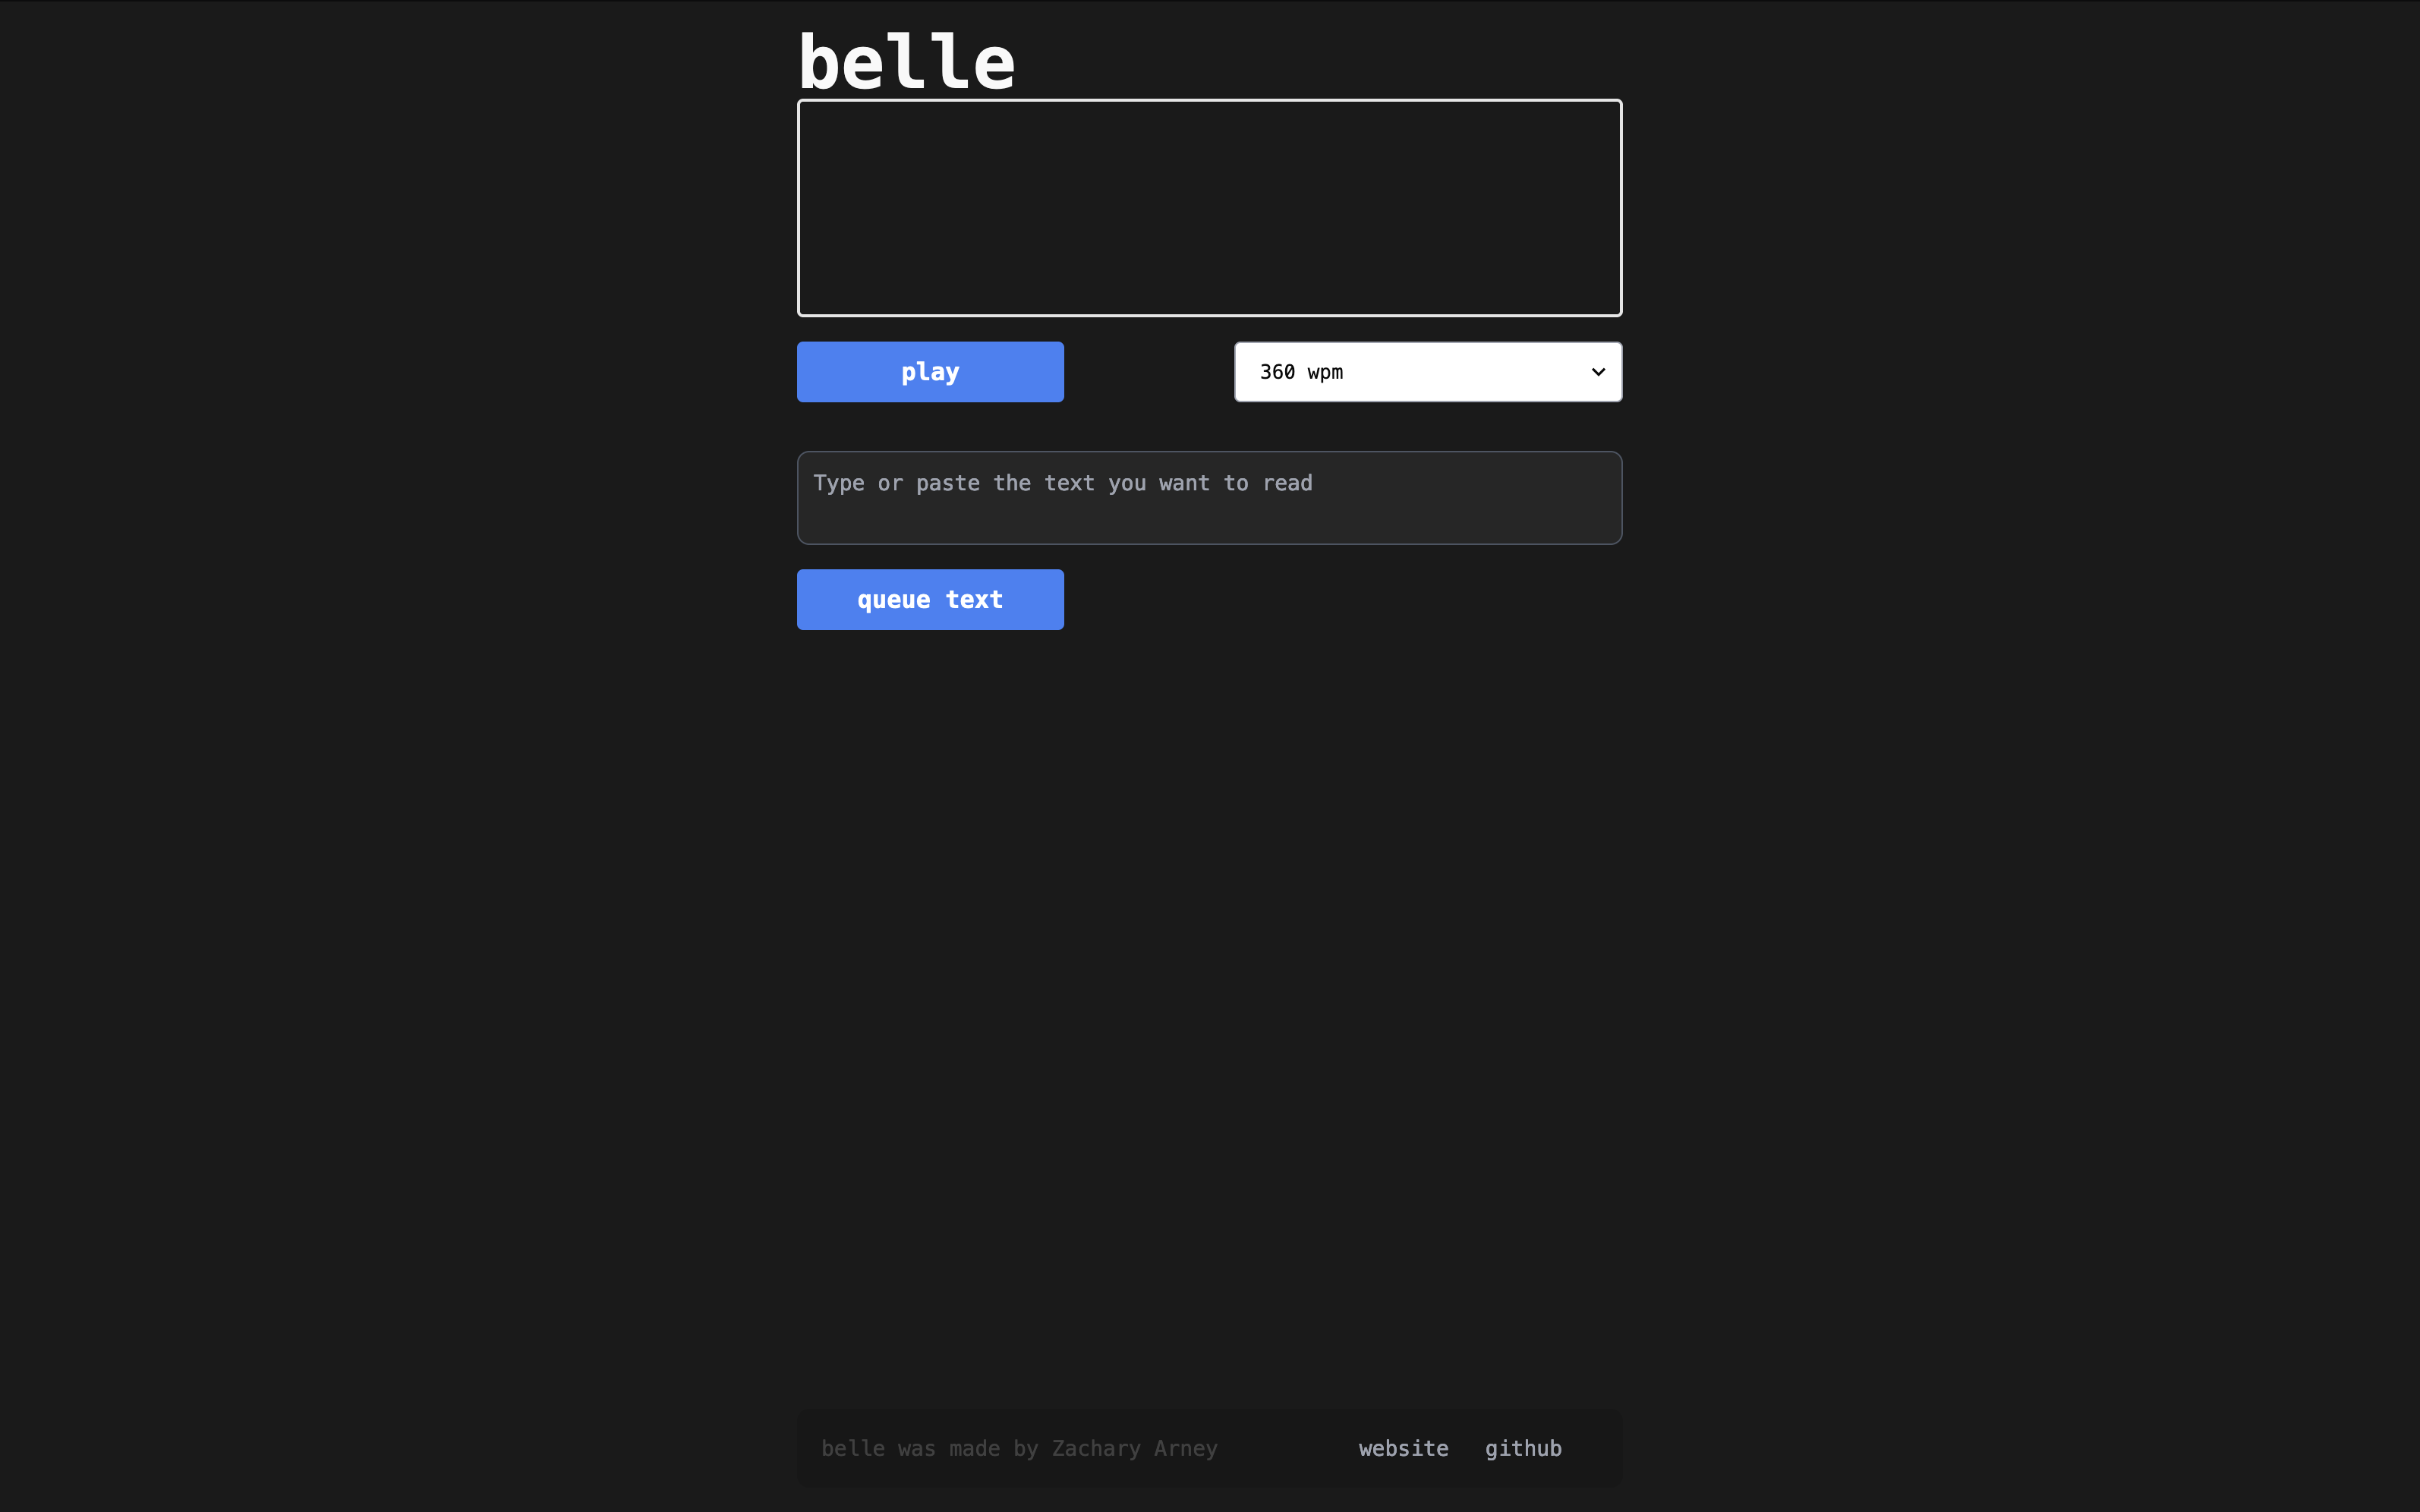 belle
play
360 wpm
Type or paste the text you want to read
queue text
belle was made by Zachary Arney website github